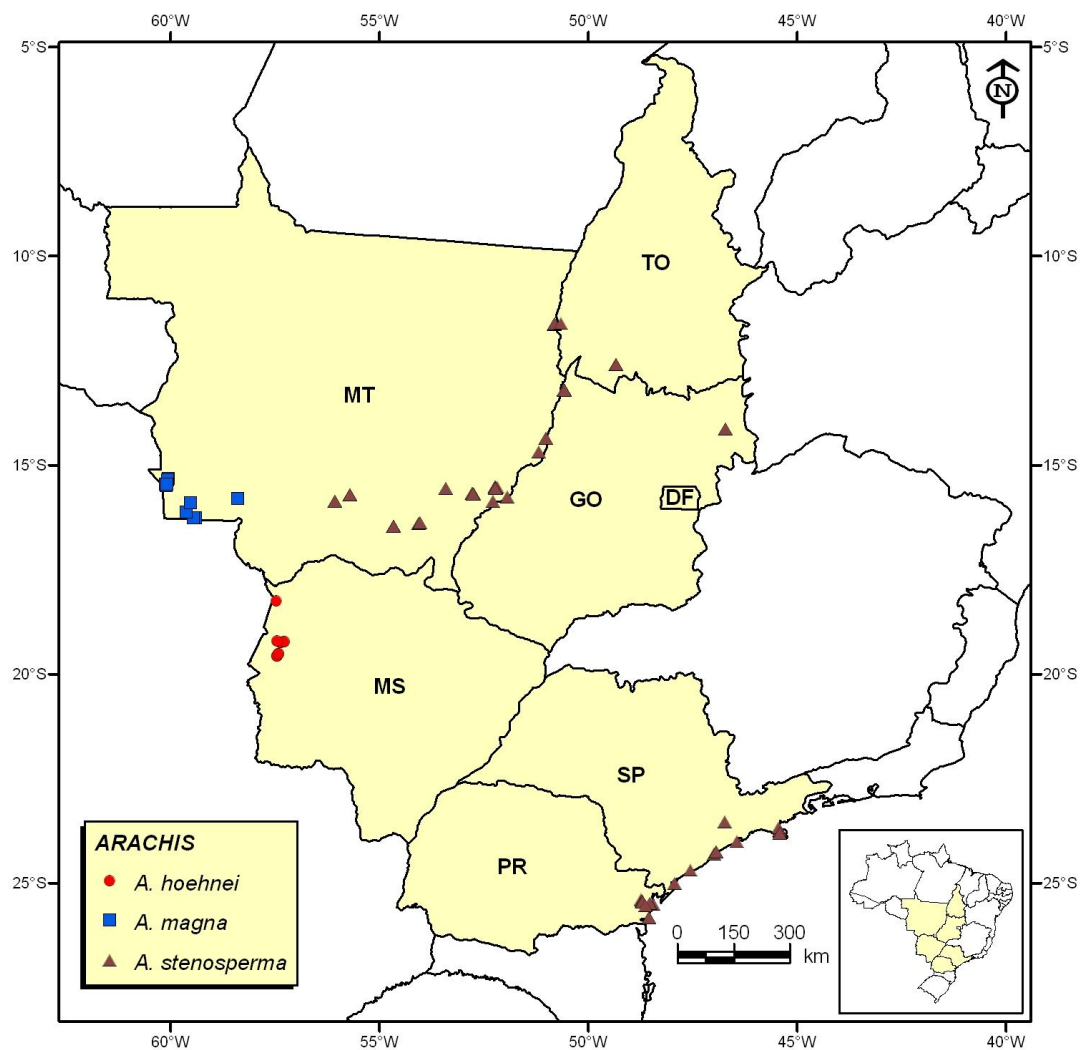 60°W 55°W 50°W 45°W 40°W
5°S 5°S
N
10°S TO 10°S
MT
15°S 15°S
GO DF
20°S MS 20°S
SP
ARACHIS
PR
25°S
A. hoehnei
A. magna
0 150 300
km
A. stenosperma
60°W 55°W 50°W 45°W 40°W
25°S